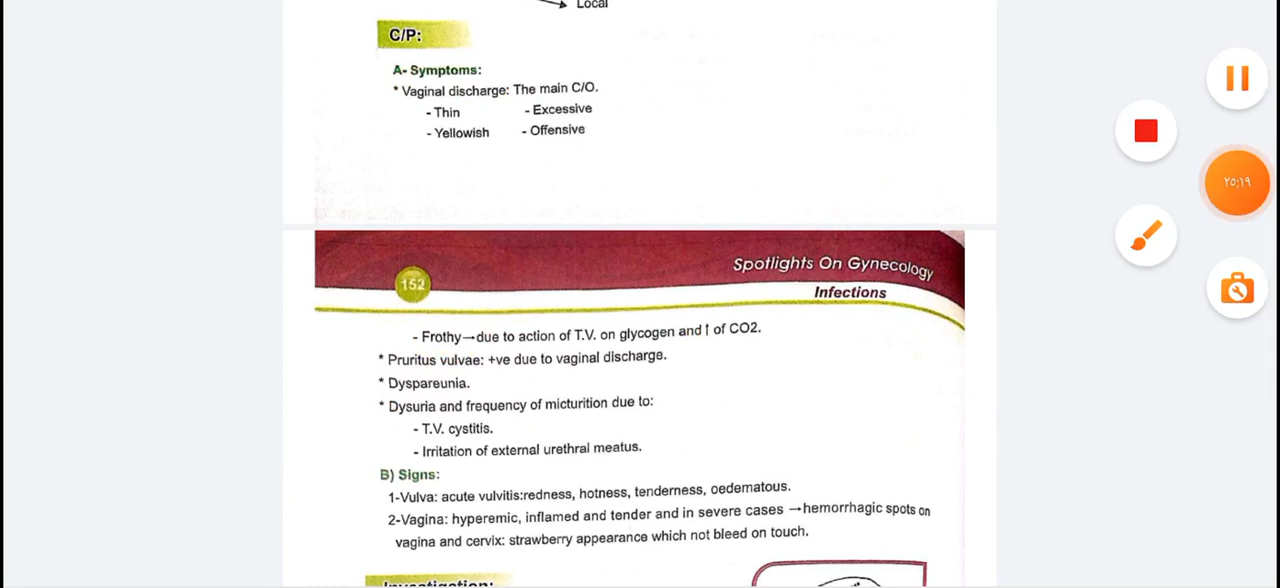 Local
C/P:
A- Symptoms:
* Vaginal discharge: The main C/O.
- Thin - Excessive
- Yellowish - Offensive
٢٥:١٩
152
Spotlights On Gynecology
Infections
- Frothy→due to action of T.V. on glycogen and ↑ of CO2.
* Pruritus vulvae: +ve due to vaginal discharge.
* Dyspareunia.
* Dysuria and frequency of micturition due to:
- T.V. cystitis.
- Irritation of external urethral meatus.
B) Signs:
1-Vulva: acute vulvitis:redness, hotness, tenderness, oedematous.
2-Vagina: hyperemic, inflamed and tender and in severe cases →hemorrhagic spots on
vagina and cervix: strawberry appearance which not bleed on touch.
Investigation: